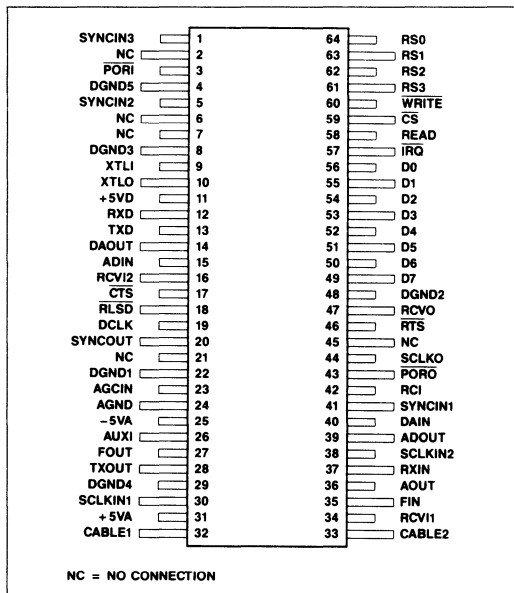 SYNCIN3 1 64 RS0
NC 2 63 RS1
PORI 3 62 RS2
DGND5 4 61 RS3
SYNCIN2 5 60 WRITE
NC 6 59 CS
NC 7 58 READ
DGND3 8 57 IRQ
XTLI 9 56 D0
XTLO 10 55 D1
+5VD 11 54 D2
RXD 12 53 D3
TXD 13 52 D4
DAOUT 14 51 D5
ADIN 15 50 D6
RCVI2 16 49 D7
CTS 17 48 DGND2
RLSD 18 47 RCVO
DCLK 19 46 RTS
SYNCOUT 20 45 NC
NC 21 44 SCLKO
DGND1 22 43 PORO
AGCIN 23 42 RCI
AGND 24 41 SYNCIN1
-5VA 25 40 DAIN
AUXI 26 39 ADOUT
FOUT 27 38 SCLKIN2
TXOUT 28 37 RXIN
DGND4 29 36 AOUT
SCLKIN1 30 35 FIN
+5VA 31 34 RCVI1
CABLE1 32 33 CABLE2
NC = NO CONNECTION